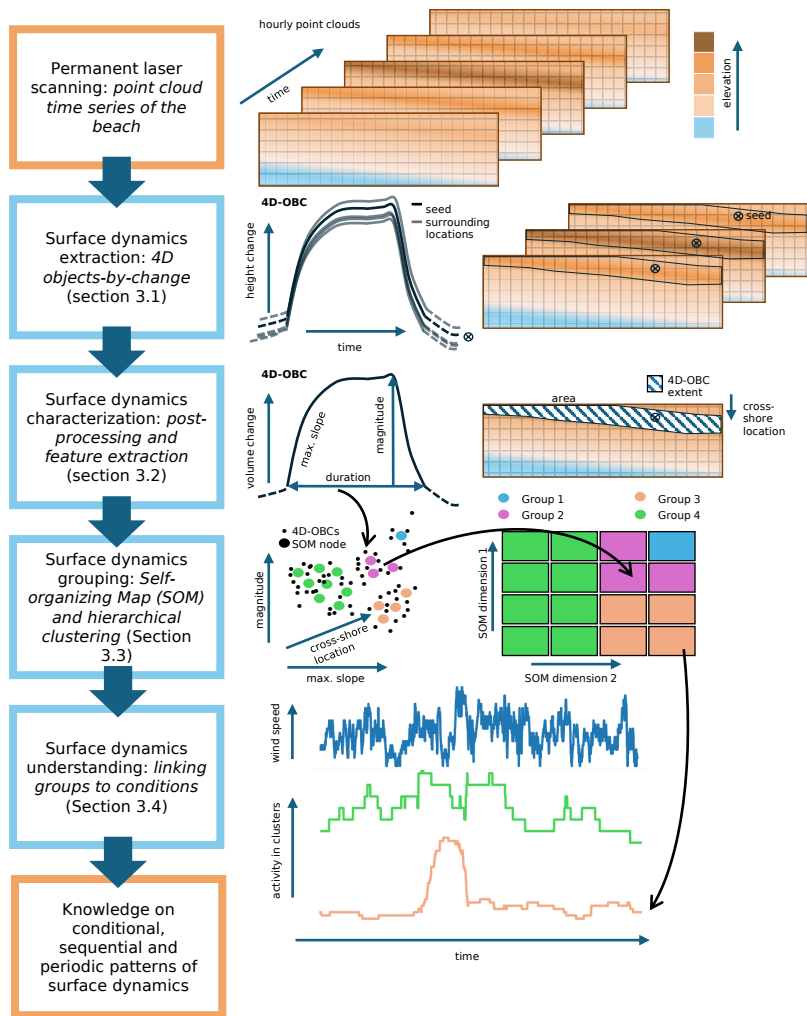 Permanent laser
scanning: point cloud
time series of the
beach
hourly point clouds
time
elevation
Surface dynamics
extraction: 4D
objects-by-change
(section 3.1)
4D-OBC
seed
surrounding
locations
height change
time
seed
Surface dynamics
characterization: post-
processing and
feature extraction
(section 3.2)
4D-OBC
volume change
max. slope
magnitude
duration
area
4D-OBC
extent
cross-
shore
location
Surface dynamics
grouping: Self-
organizing Map (SOM)
and hierarchical
clustering (Section
3.3)
4D-OBCs
SOM node
magnitude
cross-shore
location
max. slope
Group 1
Group 2
Group 3
Group 4
SOM dimension 1
SOM dimension 2
Surface dynamics
understanding: linking
groups to conditions
(Section 3.4)
wind speed
activity in clusters
time
Knowledge on
conditional,
sequential and
periodic patterns of
surface dynamics